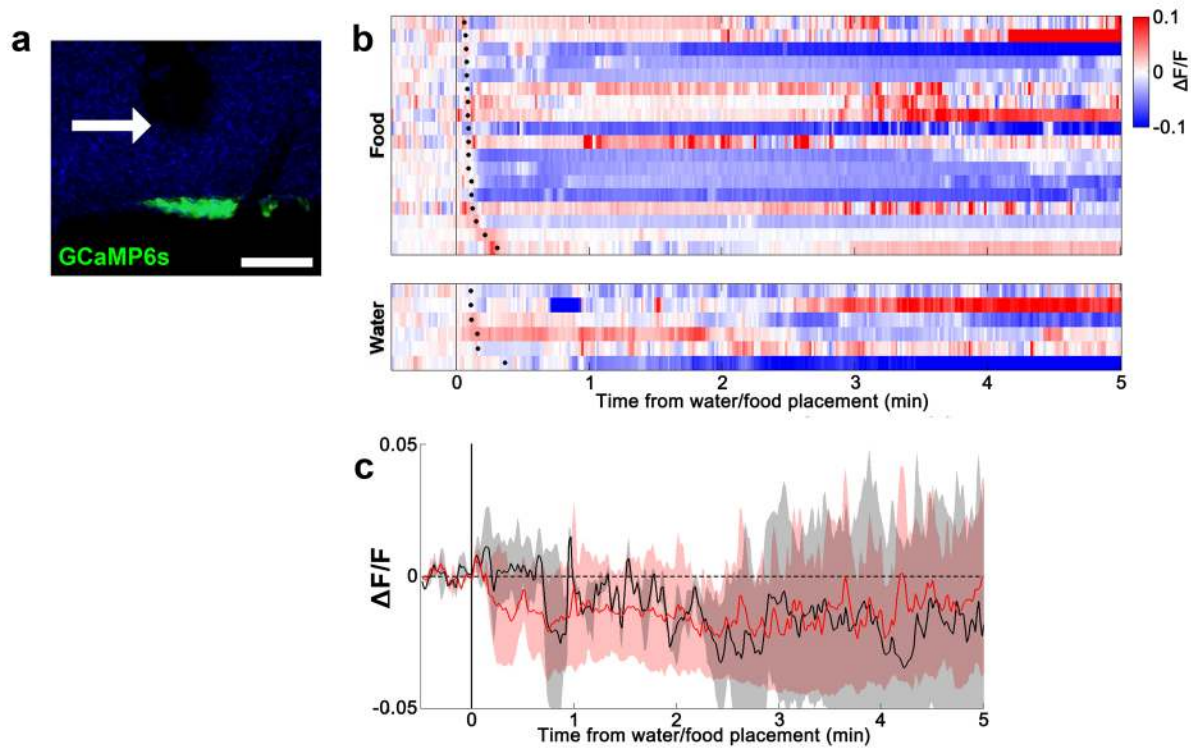 a
GCaMP6s
b
Food
0.1
0
-0.1
ΔF/F
Water
0 1 2 3 4 5
Time from water/food placement (min)
c
0.05
0
-0.05
ΔF/F
0 1 2 3 4 5
Time from water/food placement (min)